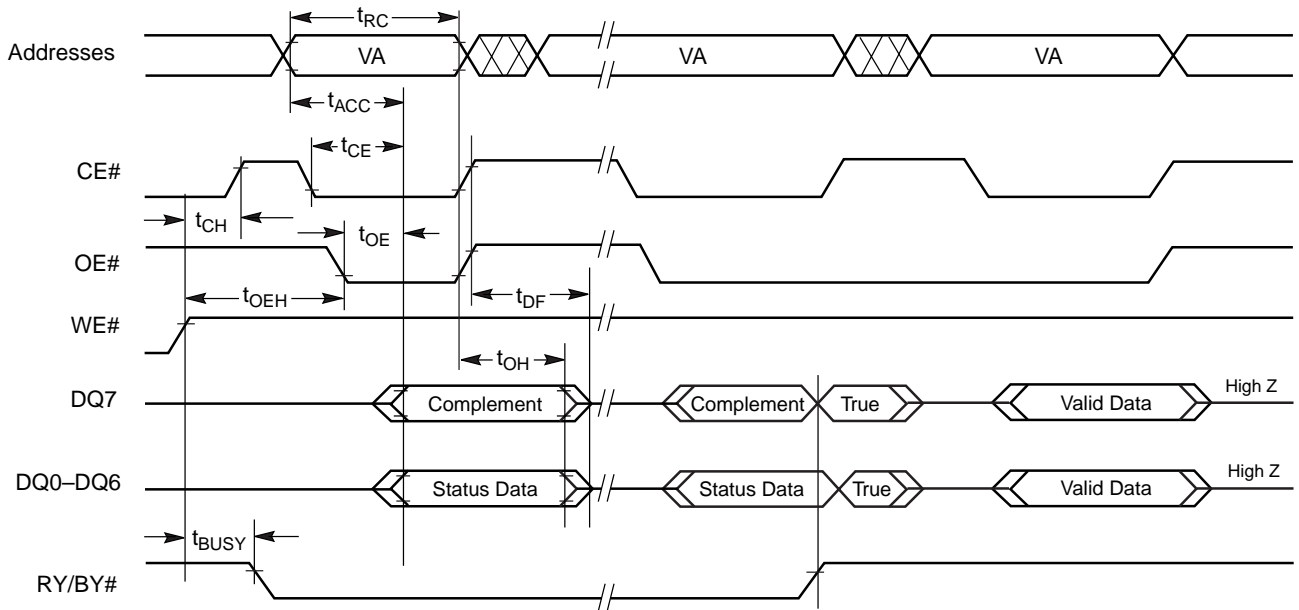 tRC
Addresses VA VA VA
tACC
tCE
CE#
tCH tOE
OE#
tOEH tDF
WE#
tOH
DQ7 Complement Complement True Valid Data High Z
DQ0–DQ6 Status Data Status Data True Valid Data High Z
tBUSY
RY/BY#